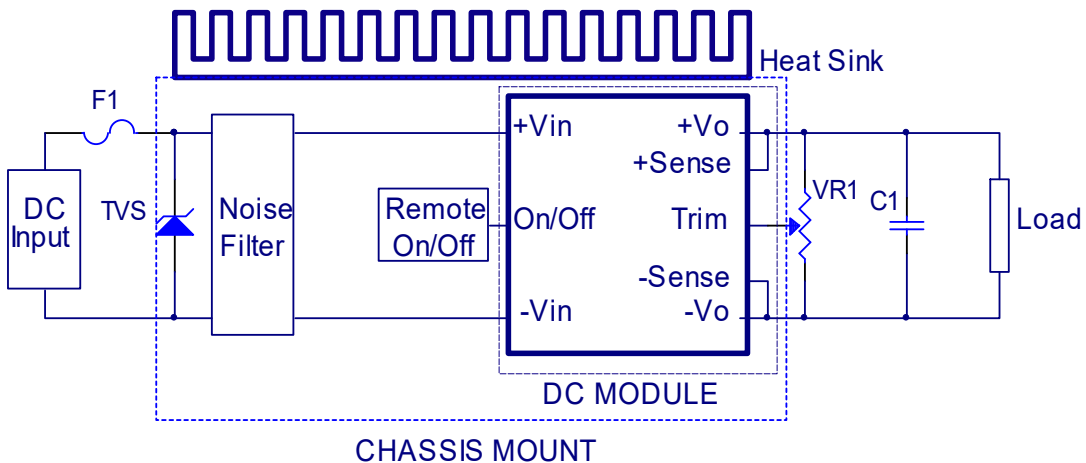 Heat Sink
F1
+Vin
+Vo
+Sense
DC
Input
TVS
Noise
Filter
Remote
On/Off
On/Off
Trim
VR1
C1
Load
-Sense
-Vin
-Vo
DC MODULE
CHASSIS MOUNT